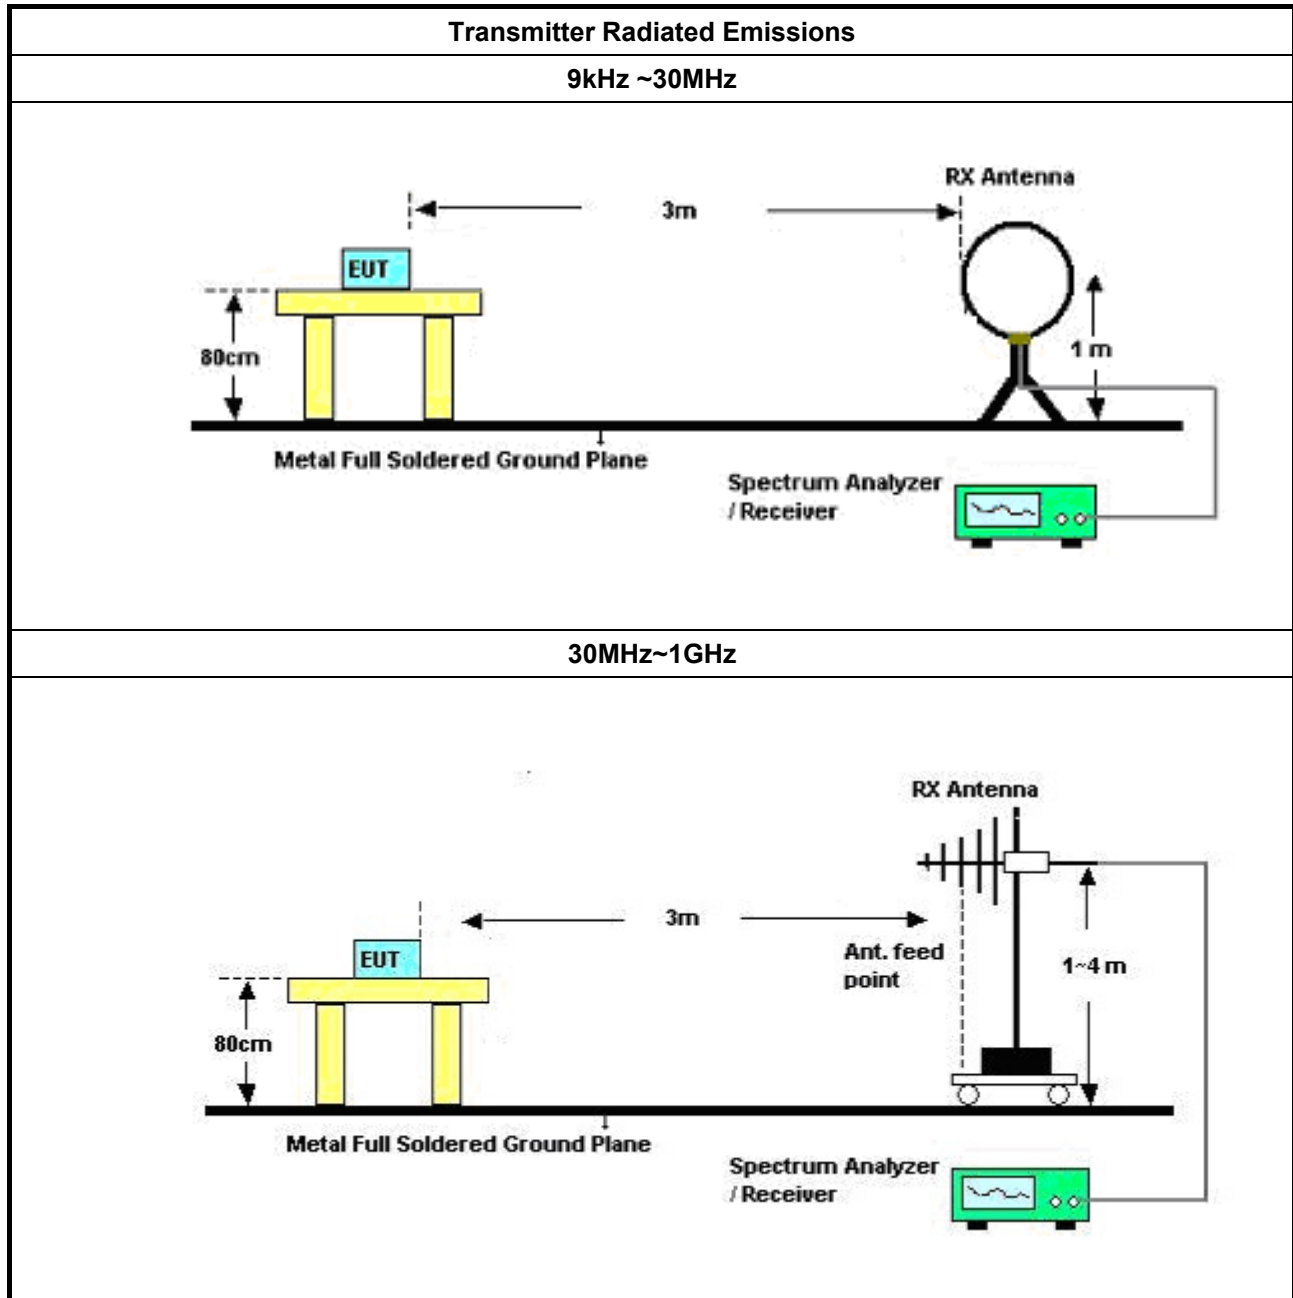 Transmitter Radiated Emissions
9kHz ~30MHz
RX Antenna
3m
EUT
80cm
1 m
Metal Full Soldered Ground Plane
Spectrum Analyzer
/ Receiver
30MHz~1GHz
RX Antenna
3m
EUT
Ant. feed
point
1~4 m
80cm
Metal Full Soldered Ground Plane
Spectrum Analyzer
/ Receiver